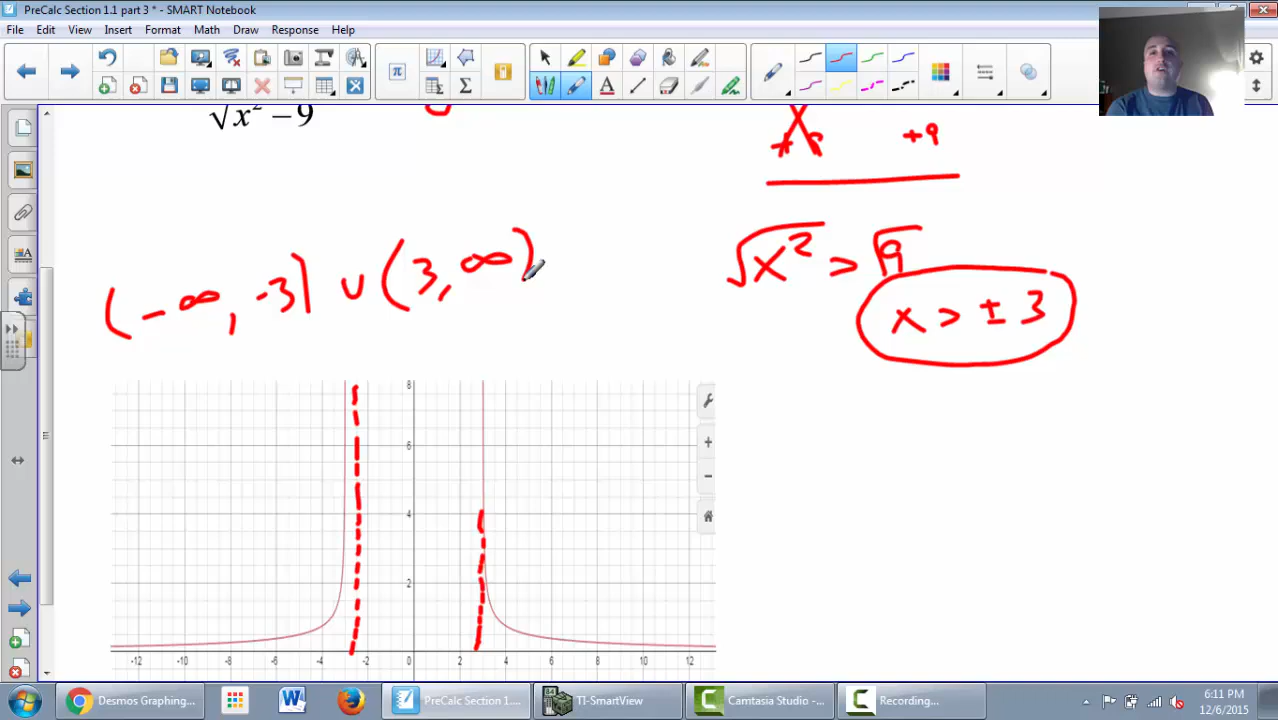 PreCalc Section 1.1 part 3 * - SMART Notebook
File Edit View Insert Format Math Draw Response Help
√x² − 9
+9
(-∞, -3) ∪ (3, ∞)
√x² > √9
x > ± 3
8
6
4
2
-12 -10 -8 -6 -4 -2 0 2 4 6 8 10 12
Desmos Graphing...
PreCalc Section 1.1...
TI-SmartView
Camtasia Studio -...
Recording...
6:11 PM
12/6/2015